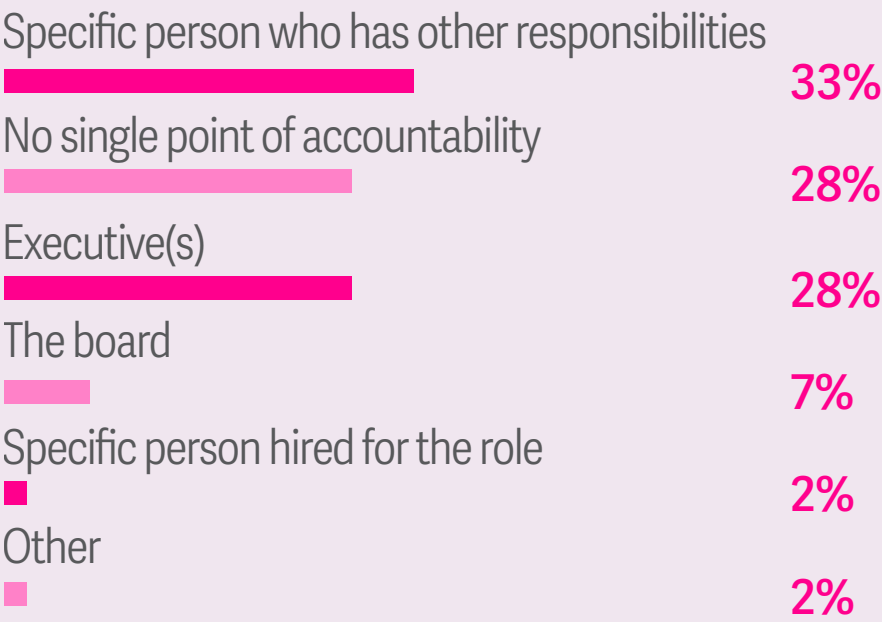 Specific person who has other responsibilities
33%
No single point of accountability
28%
Executive(s)
28%
The board
7%
Specific person hired for the role
2%
Other
2%